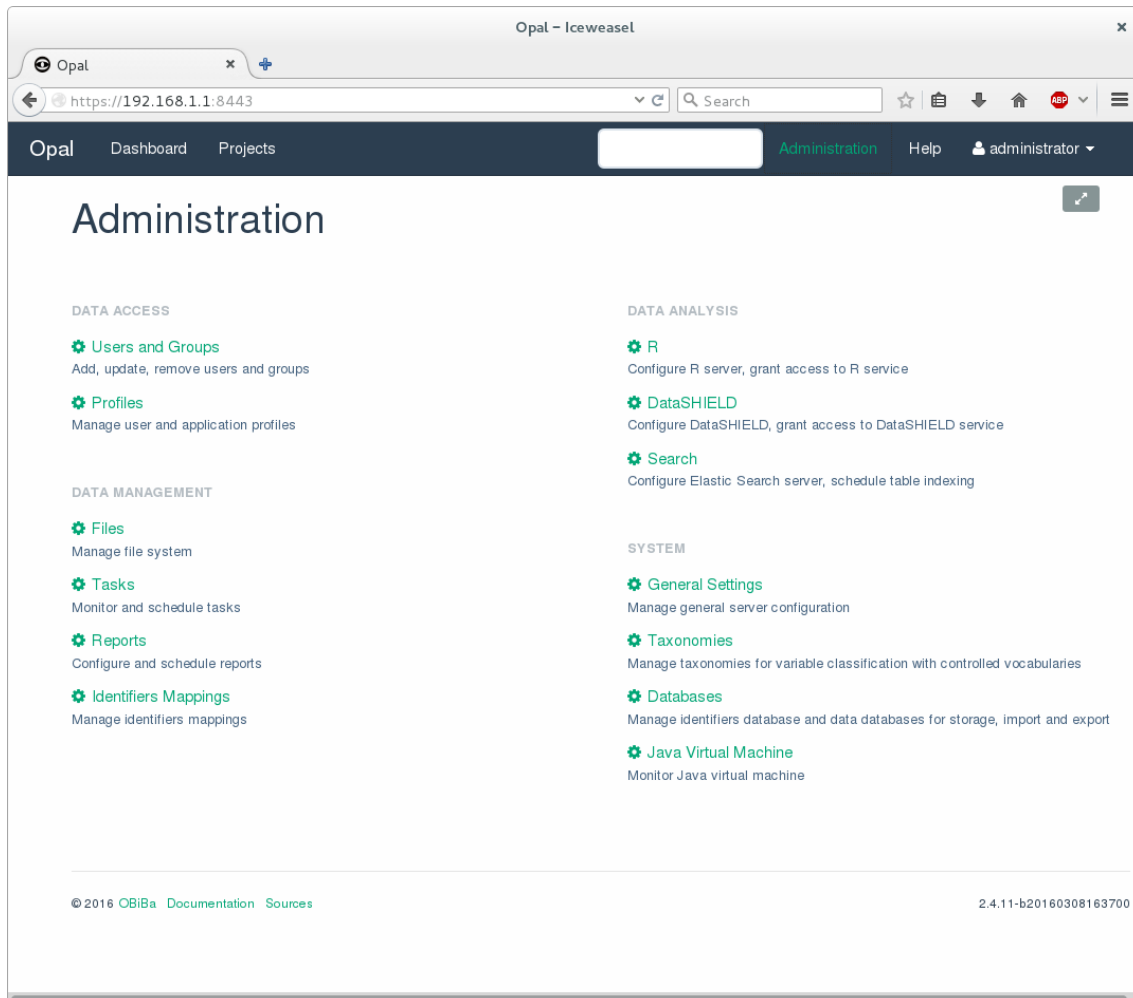 Opal – Iceweasel
Opal
https://192.168.1.1:8443
Search
ABP
Opal Dashboard Projects Administration Help administrator
Administration
DATA ACCESS
Users and Groups
Add, update, remove users and groups
Profiles
Manage user and application profiles
DATA MANAGEMENT
Files
Manage file system
Tasks
Monitor and schedule tasks
Reports
Configure and schedule reports
Identifiers Mappings
Manage identifiers mappings
DATA ANALYSIS
R
Configure R server, grant access to R service
DataSHIELD
Configure DataSHIELD, grant access to DataSHIELD service
Search
Configure Elastic Search server, schedule table indexing
SYSTEM
General Settings
Manage general server configuration
Taxonomies
Manage taxonomies for variable classification with controlled vocabularies
Databases
Manage identifiers database and data databases for storage, import and export
Java Virtual Machine
Monitor Java virtual machine
© 2016 OBiBa Documentation Sources
2.4.11-b20160308163700